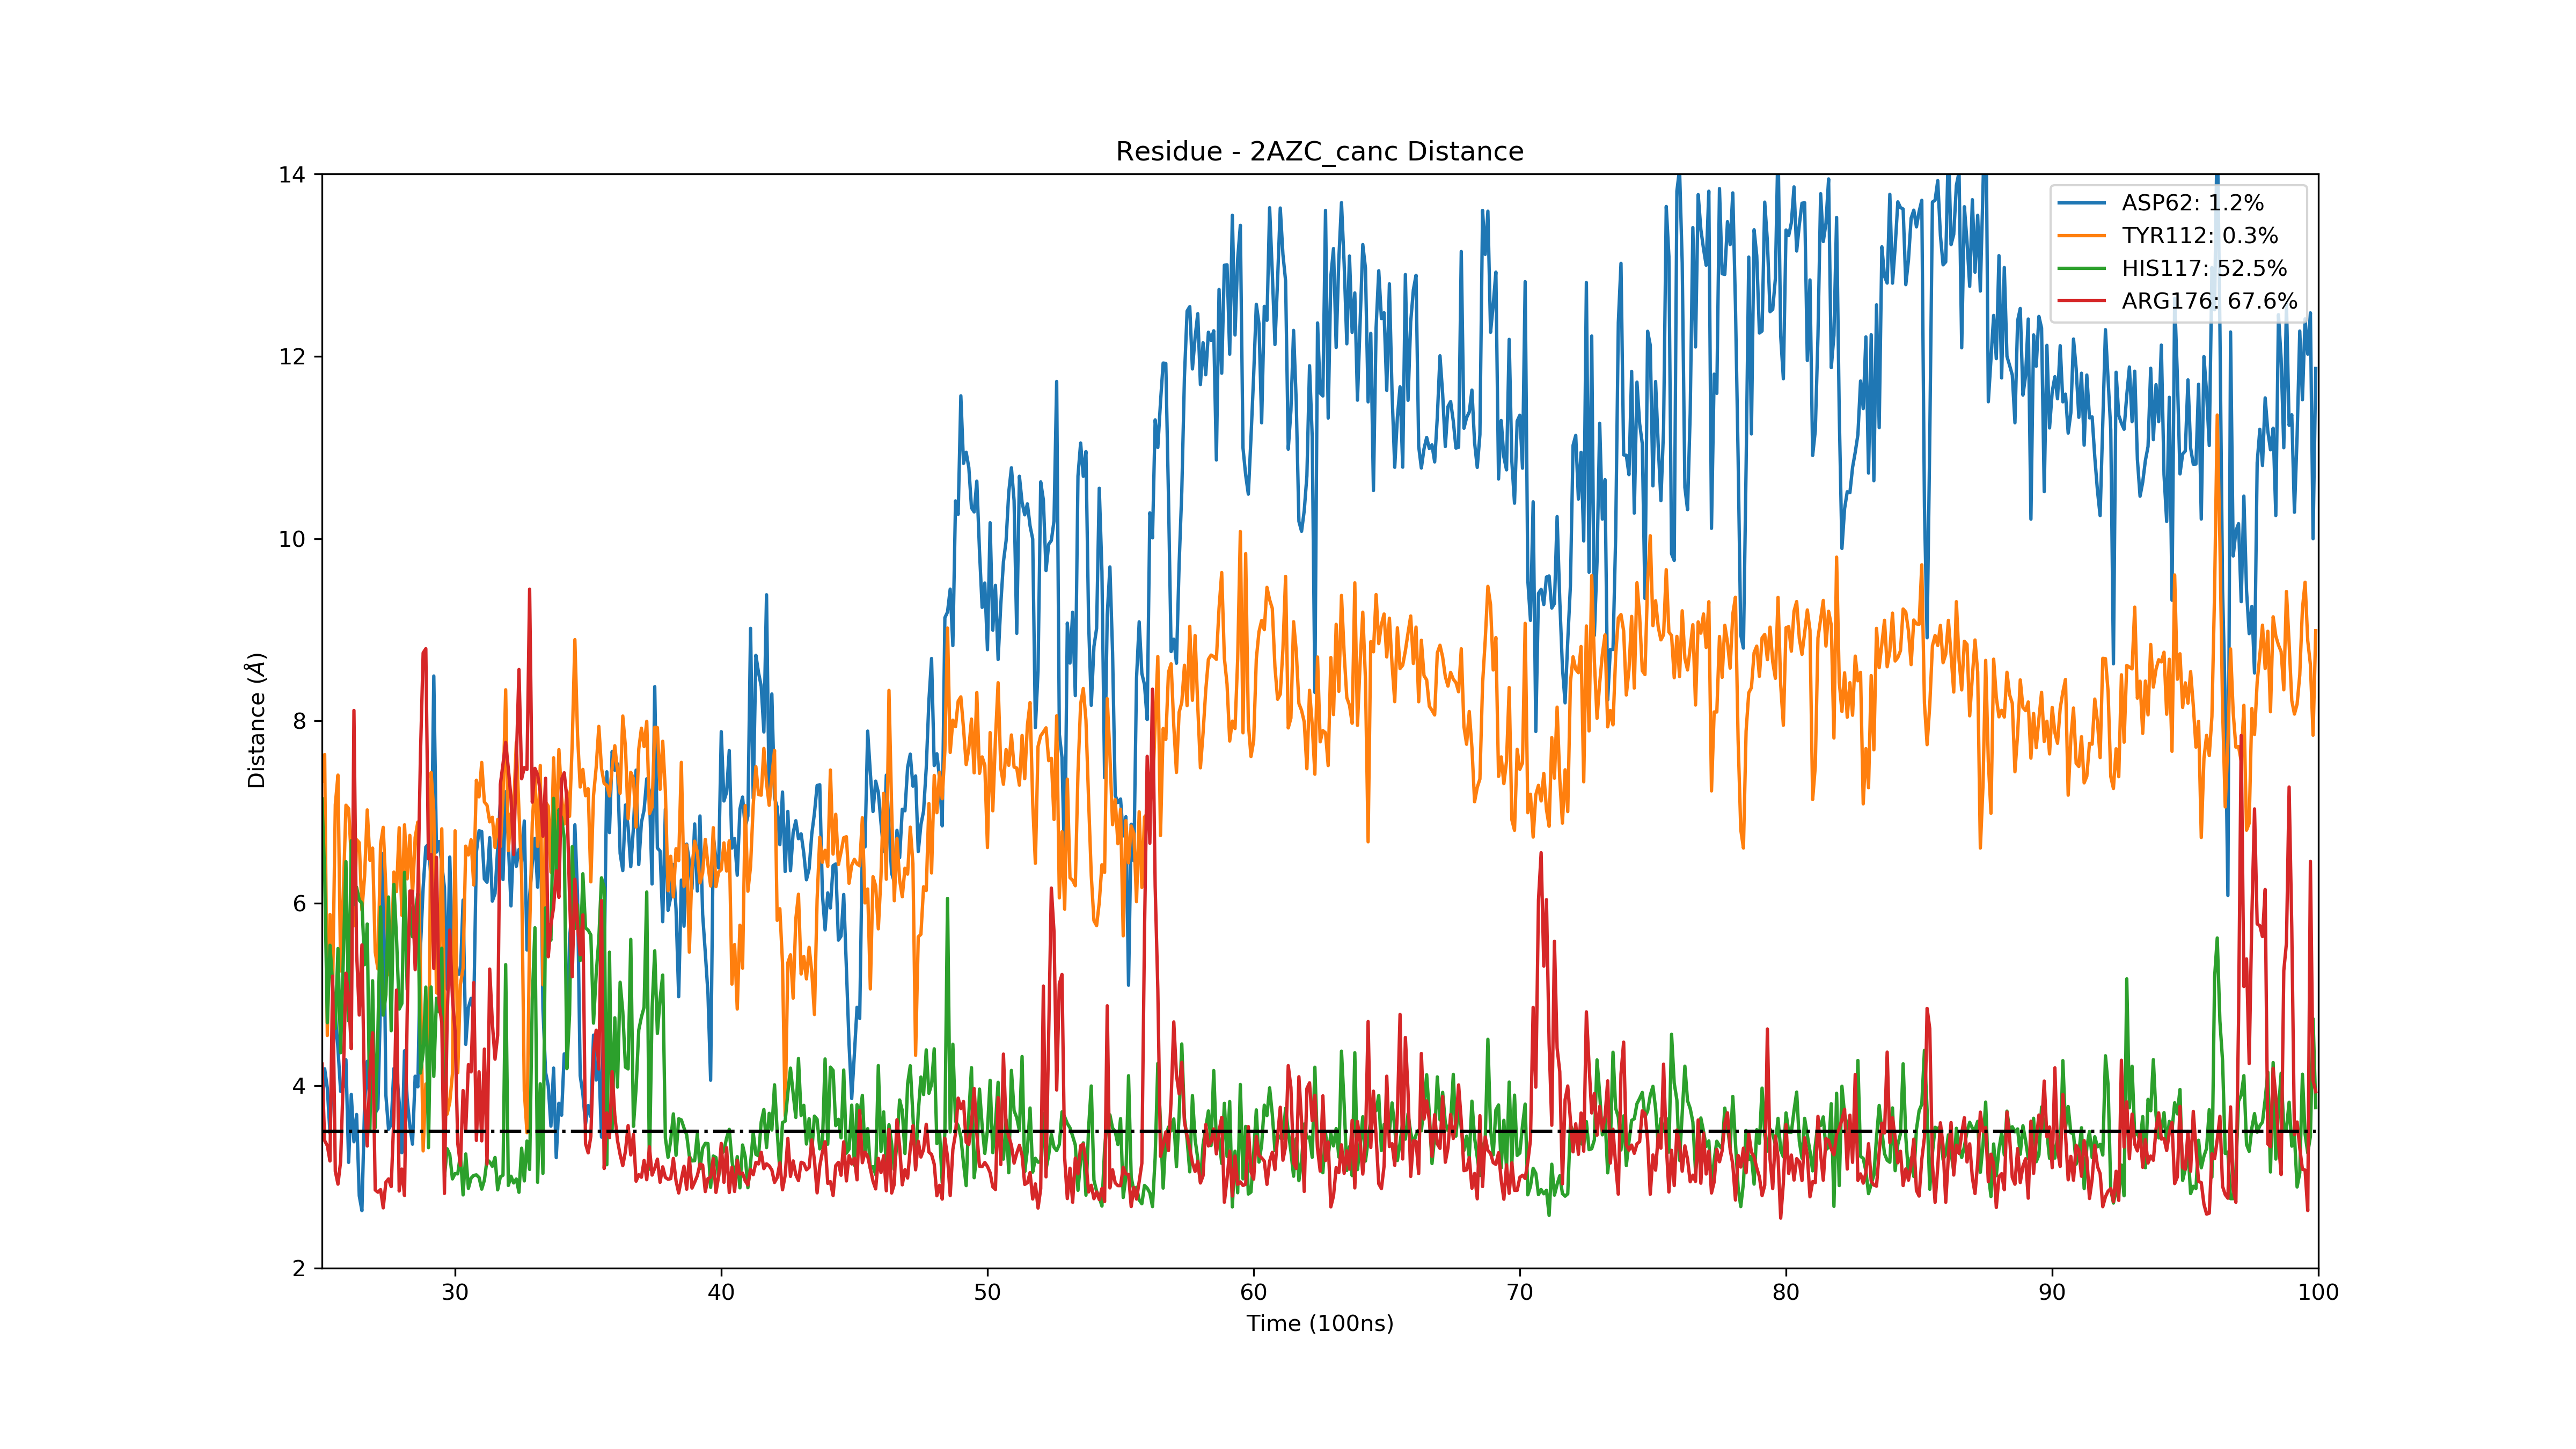 Residue - 2AZC_canc Distance
14
12
10
8
6
4
2
Distance (Å)
ASP62: 1.2%
TYR112: 0.3%
HIS117: 52.5%
ARG176: 67.6%
30 40 50 60 70 80 90 100
Time (100ns)